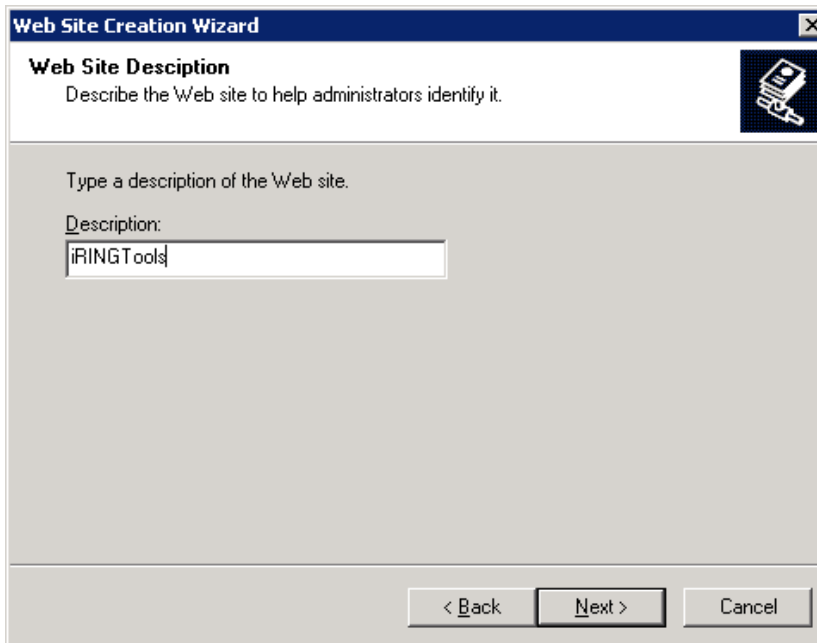 Web Site Creation Wizard
Web Site Desciption
Describe the Web site to help administrators identify it.
Type a description of the Web site.
Description:
iRINGTools
< Back Next > Cancel